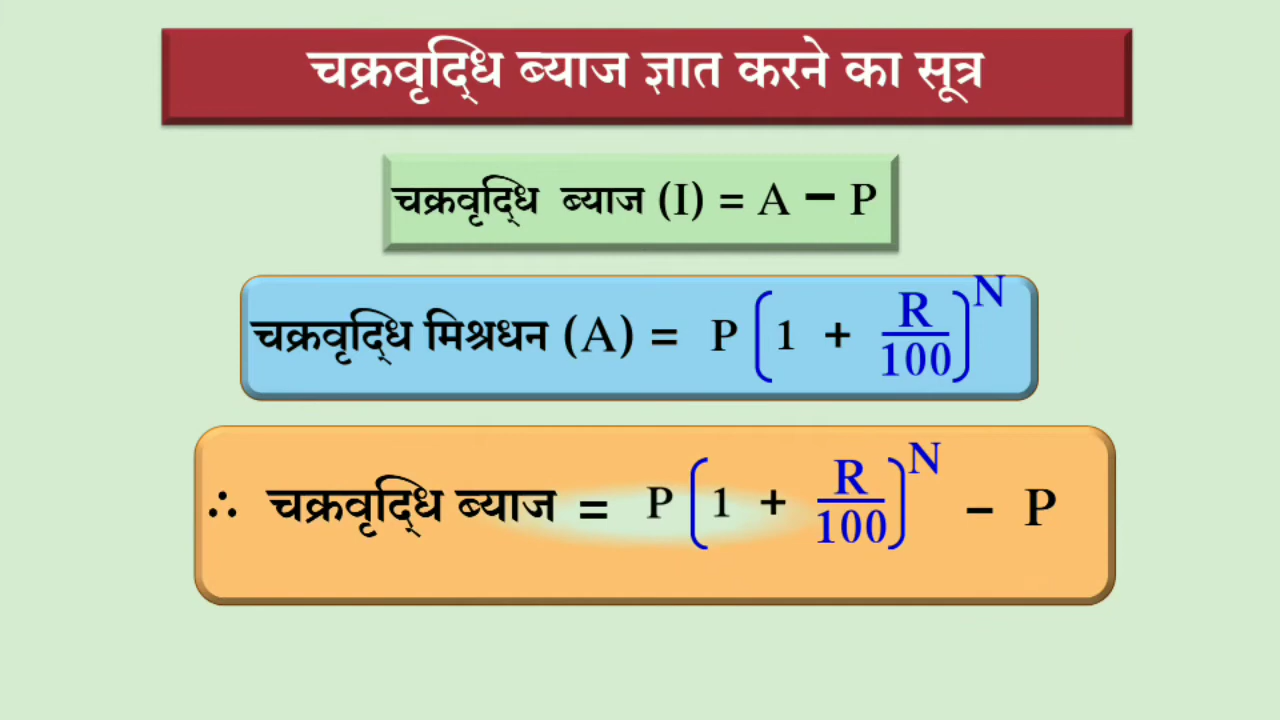 चक्रवृद्धि ब्याज ज्ञात करने का सूत्र
चक्रवृद्धि ब्याज (I) = A − P
चक्रवृद्धि मिश्रधन (A) = P (1 + R/100)^N
∴ चक्रवृद्धि ब्याज = P (1 + R/100)^N − P